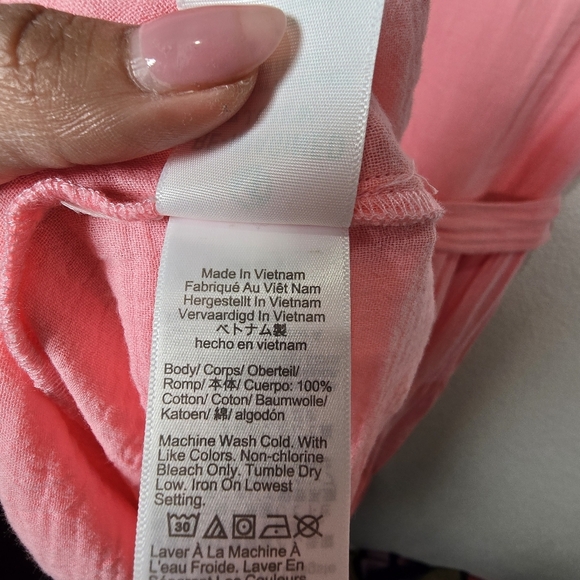 Made In Vietnam
Fabriqué Au Viêt Nam
Hergestellt In Vietnam
Vervaardigd In Vietnam
ベトナム製
hecho en vietnam
Body/ Corps/ Oberteil/
Romp/ 本体/ Cuerpo: 100%
Cotton/ Coton/ Baumwolle/
Katoen/ 綿/ algodón
Machine Wash Cold. With
Like Colors. Non-chlorine
Bleach Only. Tumble Dry
Low. Iron On Lowest
Setting.
30
Laver À La Machine À
L'eau Froide. Laver En
Séparant Les Couleurs